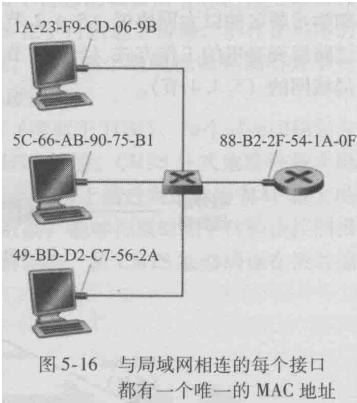 1A-23-F9-CD-06-9B
5C-66-AB-90-75-B1
88-B2-2F-54-1A-0F
49-BD-D2-C7-56-2A
图 5-16 与局域网相连的每个接口
都有一个唯一的 MAC 地址